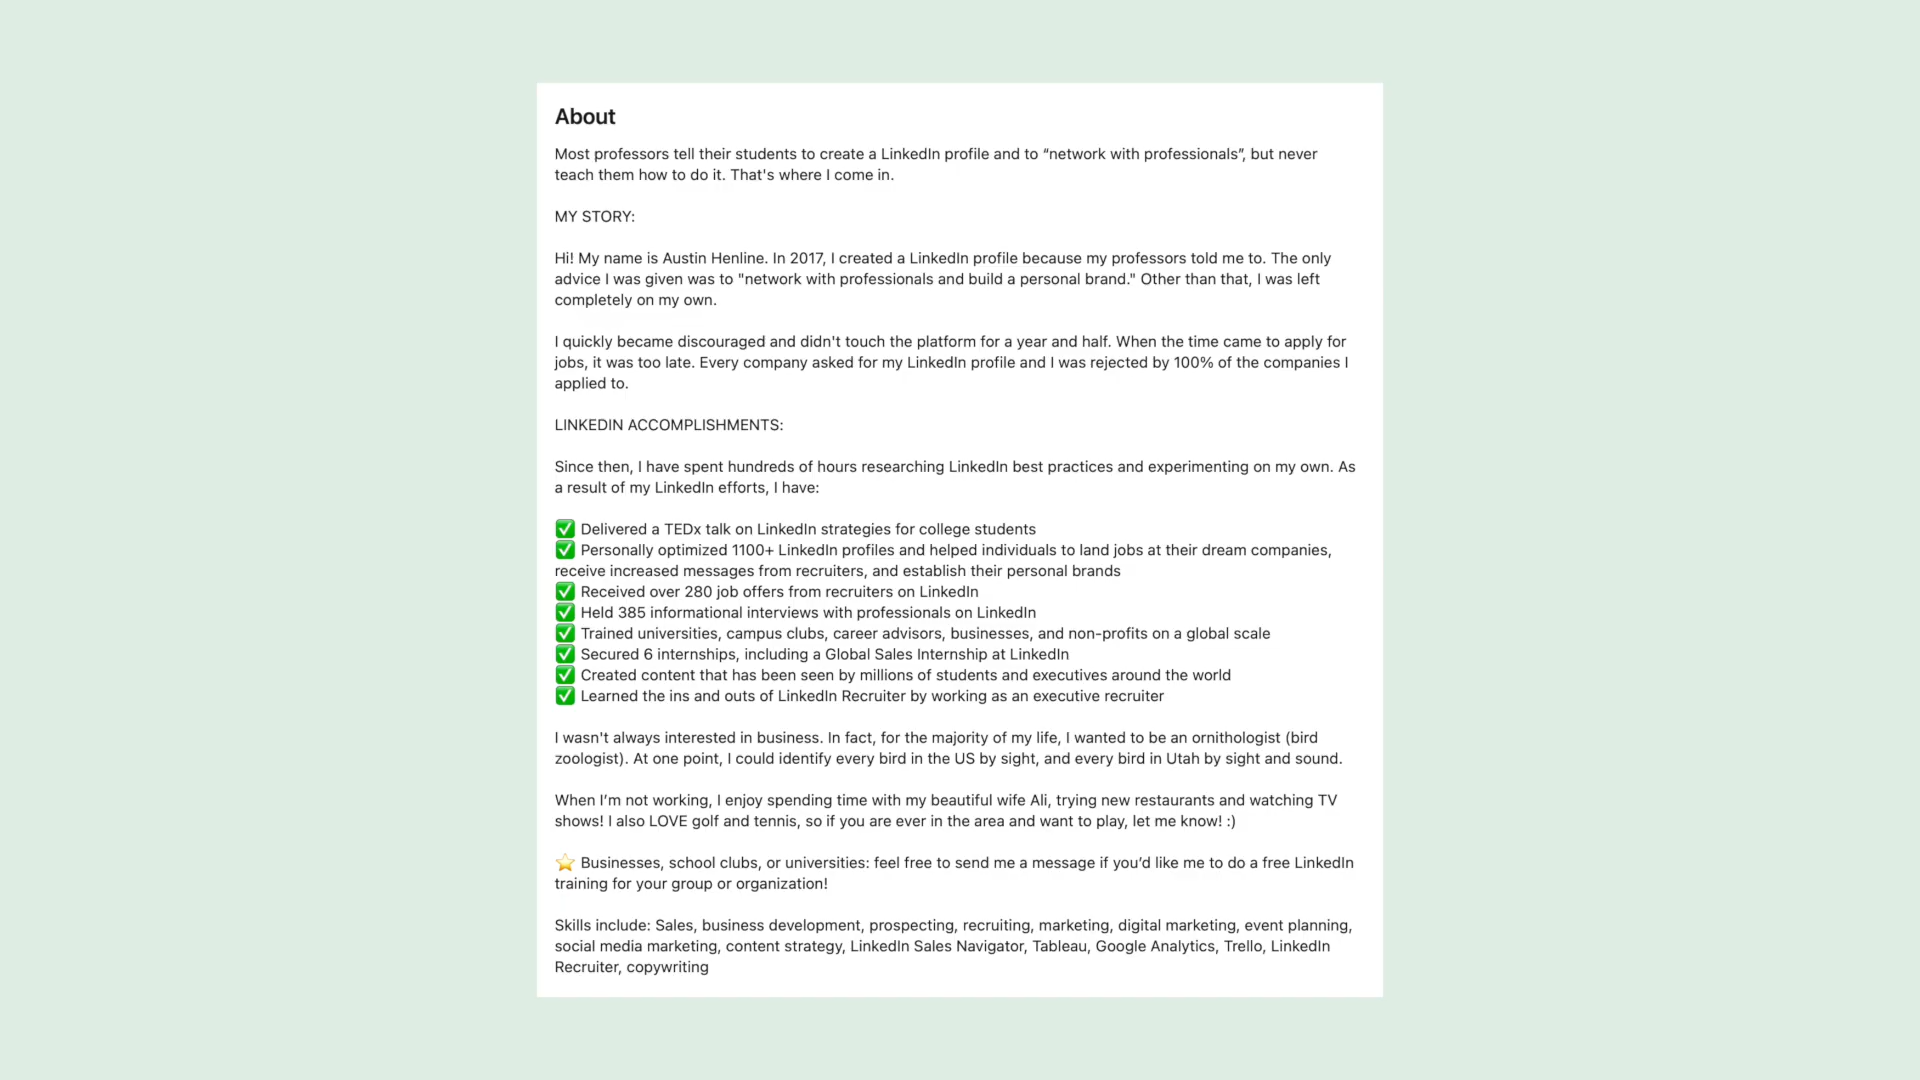 About
Most professors tell their students to create a LinkedIn profile and to “network with professionals”, but never
teach them how to do it. That's where I come in.
MY STORY:
Hi! My name is Austin Henline. In 2017, I created a LinkedIn profile because my professors told me to. The only
advice I was given was to "network with professionals and build a personal brand." Other than that, I was left
completely on my own.
I quickly became discouraged and didn't touch the platform for a year and half. When the time came to apply for
jobs, it was too late. Every company asked for my LinkedIn profile and I was rejected by 100% of the companies I
applied to.
LINKEDIN ACCOMPLISHMENTS:
Since then, I have spent hundreds of hours researching LinkedIn best practices and experimenting on my own. As
a result of my LinkedIn efforts, I have:
✅ Delivered a TEDx talk on LinkedIn strategies for college students
✅ Personally optimized 1100+ LinkedIn profiles and helped individuals to land jobs at their dream companies,
receive increased messages from recruiters, and establish their personal brands
✅ Received over 280 job offers from recruiters on LinkedIn
✅ Held 385 informational interviews with professionals on LinkedIn
✅ Trained universities, campus clubs, career advisors, businesses, and non-profits on a global scale
✅ Secured 6 internships, including a Global Sales Internship at LinkedIn
✅ Created content that has been seen by millions of students and executives around the world
✅ Learned the ins and outs of LinkedIn Recruiter by working as an executive recruiter
I wasn't always interested in business. In fact, for the majority of my life, I wanted to be an ornithologist (bird
zoologist). At one point, I could identify every bird in the US by sight, and every bird in Utah by sight and sound.
When I’m not working, I enjoy spending time with my beautiful wife Ali, trying new restaurants and watching TV
shows! I also LOVE golf and tennis, so if you are ever in the area and want to play, let me know! :)
⭐ Businesses, school clubs, or universities: feel free to send me a message if you’d like me to do a free LinkedIn
training for your group or organization!
Skills include: Sales, business development, prospecting, recruiting, marketing, digital marketing, event planning,
social media marketing, content strategy, LinkedIn Sales Navigator, Tableau, Google Analytics, Trello, LinkedIn
Recruiter, copywriting